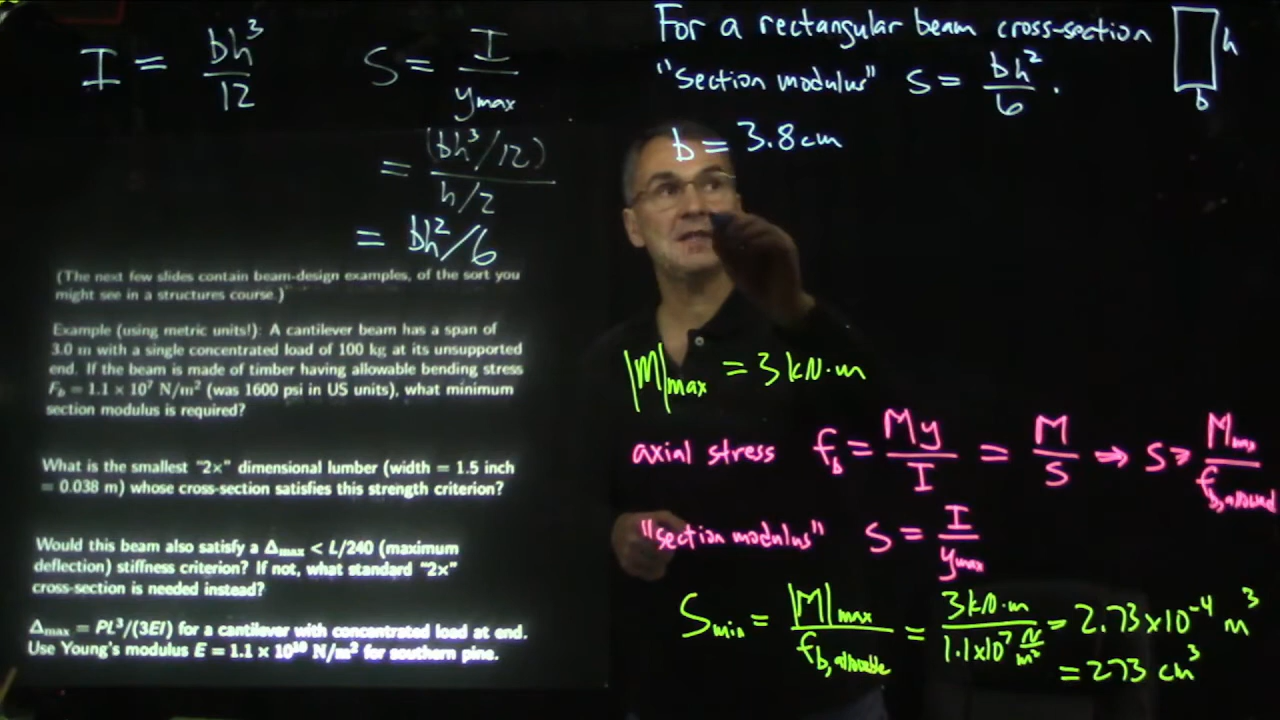 I = bh³/12
S = I/ymax
= (bh³/12)/(h/2)
= bh²/6
For a rectangular beam cross-section
"section modulus" S = bh²/6 .
h
b
b = 3.8 cm
(The next few slides contain beam-design examples, of the sort you
might see in a structures course.)
Example (using metric units!): A cantilever beam has a span of
3.0 m with a single concentrated load of 100 kg at its unsupported
end. If the beam is made of timber having allowable bending stress
F_b = 1.1 × 10⁷ N/m² (was 1600 psi in US units), what minimum
section modulus is required?
What is the smallest "2x" dimensional lumber (width = 1.5 inch
= 0.038 m) whose cross-section satisfies this strength criterion?
Would this beam also satisfy a Δmax < L/240 (maximum
deflection) stiffness criterion? If not, what standard "2x"
cross-section is needed instead?
Δmax = PL³/(3EI) for a cantilever with concentrated load at end.
Use Young's modulus E = 1.1 × 10¹⁰ N/m² for southern pine.
|M|max = 3 kN·m
axial stress f_b = My/I = M/S ⇒ S ≥ Mmax/f_b,allowed
"section modulus" S = I/ymax
Smin = |M|max/f_b,allowable = 3 kN·m/(1.1×10⁷ N/m²) = 2.73×10⁻⁴ m³
= 273 cm³